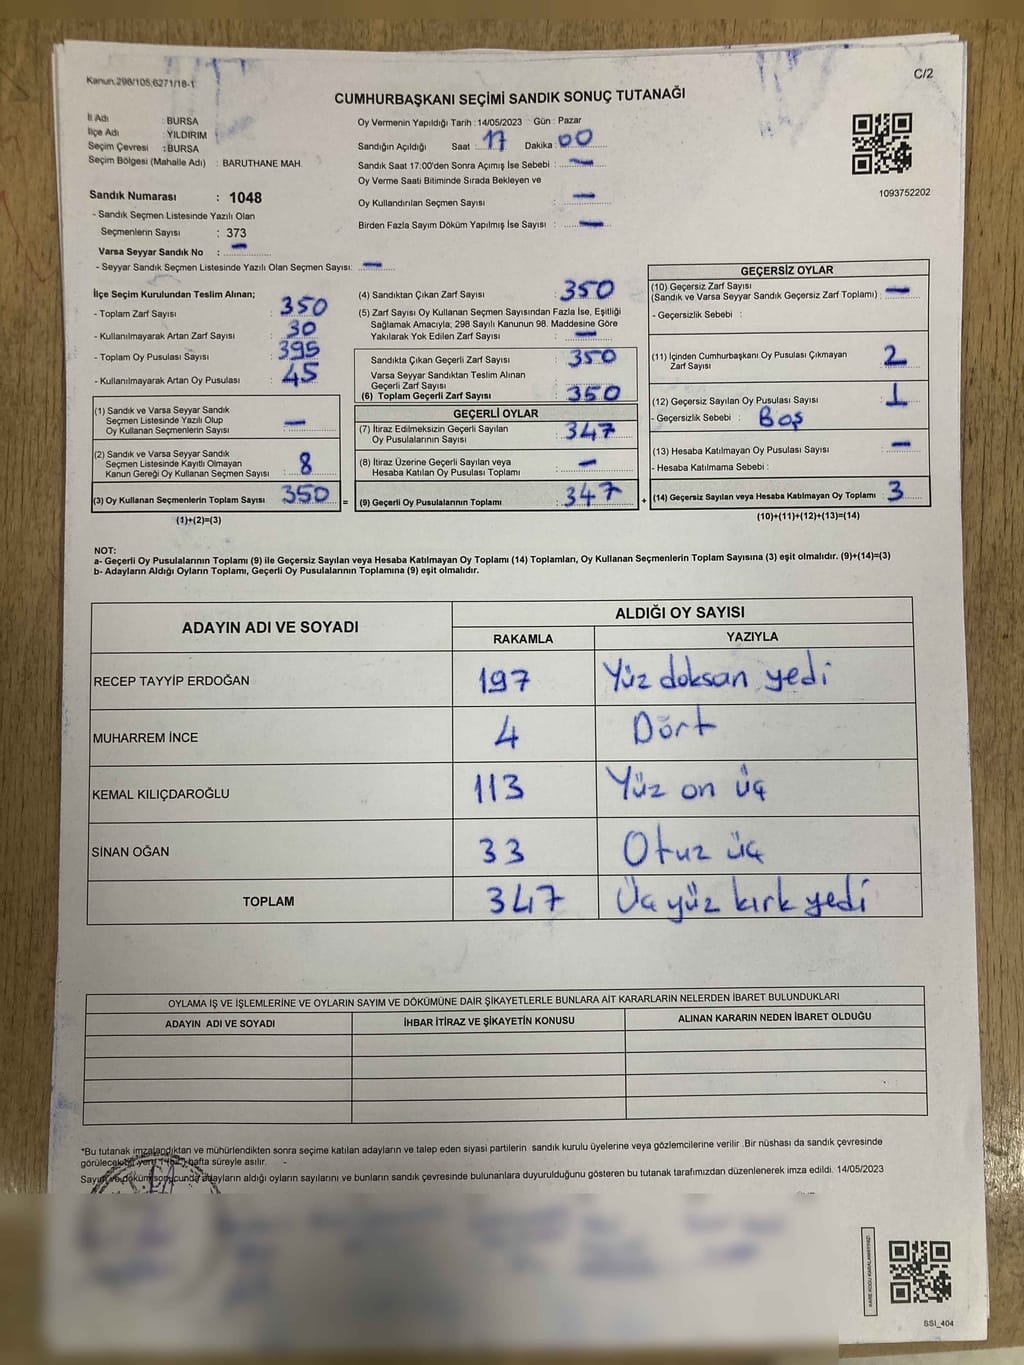 Kanun:298/105;6271/18-1
C/2
CUMHURBAŞKANI SEÇİMİ SANDIK SONUÇ TUTANAĞI
İl Adı : BURSA
İlçe Adı : YILDIRIM
Seçim Çevresi : BURSA
Seçim Bölgesi (Mahalle Adı) : BARUTHANE MAH.
Sandık Numarası : 1048
- Sandık Seçmen Listesinde Yazılı Olan
Seçmenlerin Sayısı : 373
Varsa Seyyar Sandık No : —
- Seyyar Sandık Seçmen Listesinde Yazılı Olan Seçmen Sayısı: —
Oy Vermenin Yapıldığı Tarih : 14/05/2023 Gün : Pazar
Sandığın Açıldığı Saat : 17 Dakika : 00
Sandık Saat 17:00'den Sonra Açımış İse Sebebi : —
Oy Verme Saati Bitiminde Sırada Bekleyen ve
Oy Kullandırılan Seçmen Sayısı : —
Birden Fazla Sayım Döküm Yapılmış İse Sayısı : —
1093752202
İlçe Seçim Kurulundan Teslim Alınan;
- Toplam Zarf Sayısı : 350
- Kullanılmayarak Artan Zarf Sayısı : 30
- Toplam Oy Pusulası Sayısı : 395
- Kullanılmayarak Artan Oy Pusulası : 45
(1) Sandık ve Varsa Seyyar Sandık
Seçmen Listesinde Yazılı Olup
Oy Kullanan Seçmenlerin Sayısı : —
(2) Sandık ve Varsa Seyyar Sandık
Seçmen Listesinde Kayıtlı Olmayan
Kanun Gereği Oy Kullanan Seçmen Sayısı : 8
(3) Oy Kullanan Seçmenlerin Toplam Sayısı : 350 =
(1)+(2)=(3)
(4) Sandıktan Çıkan Zarf Sayısı : 350
(5) Zarf Sayısı Oy Kullanan Seçmen Sayısından Fazla İse, Eşitliği
Sağlamak Amacıyla, 298 Sayılı Kanunun 98. Maddesine Göre
Yakılarak Yok Edilen Zarf Sayısı : —
Sandıkta Çıkan Geçerli Zarf Sayısı : 350
Varsa Seyyar Sandıktan Teslim Alınan
Geçerli Zarf Sayısı :
(6) Toplam Geçerli Zarf Sayısı : 350
GEÇERLİ OYLAR
(7) İtiraz Edilmeksizin Geçerli Sayılan
Oy Pusulalarının Sayısı : 347
(8) İtiraz Üzerine Geçerli Sayılan veya
Hesaba Katılan Oy Pusulası Toplamı : —
(9) Geçerli Oy Pusulalarının Toplamı : 347 +
GEÇERSİZ OYLAR
(10) Geçersiz Zarf Sayısı
(Sandık ve Varsa Seyyar Sandık Geçersiz Zarf Toplamı) : —
- Geçersizlik Sebebi :
(11) İçinden Cumhurbaşkanı Oy Pusulası Çıkmayan
Zarf Sayısı : 2
(12) Geçersiz Sayılan Oy Pusulası Sayısı : 1
- Geçersizlik Sebebi : Boş
(13) Hesaba Katılmayan Oy Pusulası Sayısı : —
- Hesaba Katılmama Sebebi :
(14) Geçersiz Sayılan veya Hesaba Katılmayan Oy Toplamı : 3
(10)+(11)+(12)+(13)=(14)
NOT:
a- Geçerli Oy Pusulalarının Toplamı (9) ile Geçersiz Sayılan veya Hesaba Katılmayan Oy Toplamı (14) Toplamları, Oy Kullanan Seçmenlerin Toplam Sayısına (3) eşit olmalıdır. (9)+(14)=(3)
b- Adayların Aldığı Oyların Toplamı, Geçerli Oy Pusulalarının Toplamına (9) eşit olmalıdır.
ADAYIN ADI VE SOYADI
ALDIĞI OY SAYISI
RAKAMLA YAZIYLA
RECEP TAYYİP ERDOĞAN 197 Yüz doksan yedi
MUHARREM İNCE 4 Dört
KEMAL KILIÇDAROĞLU 113 Yüz on üç
SİNAN OĞAN 33 Otuz üç
TOPLAM 347 Üç yüz kırk yedi
OYLAMA İŞ VE İŞLEMLERİNE VE OYLARIN SAYIM VE DÖKÜMÜNE DAİR ŞİKAYETLERLE BUNLARA AİT KARARLARIN NELERDEN İBARET BULUNDUKLARI
ADAYIN ADI VE SOYADI İHBAR İTİRAZ VE ŞİKAYETİN KONUSU ALINAN KARARIN NEDEN İBARET OLDUĞU
*Bu tutanak imzalandıktan ve mühürlendikten sonra seçime katılan adayların ve talep eden siyasi partilerin sandık kurulu üyelerine veya gözlemcilerine verilir .Bir nüshası da sandık çevresinde
hafta süreyle asılır.
adayların aldığı oyların sayılarını ve bunların sandık çevresinde bulunanlara duyurulduğunu gösteren bu tutanak tarafımızdan düzenlenerek imza edildi. 14/05/2023
SSI_404